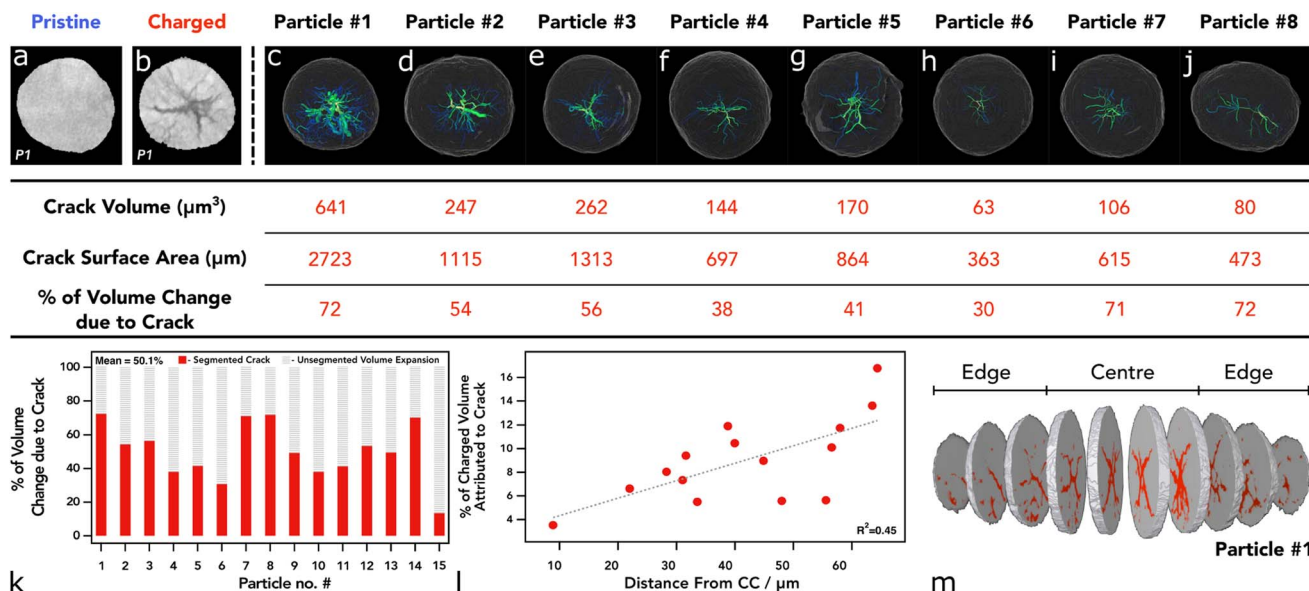 Pristine Charged Particle #1 Particle #2 Particle #3 Particle #4 Particle #5 Particle #6 Particle #7 Particle #8
a b c d e f g h i j
P1 P1
Crack Volume (µm³) 641 247 262 144 170 63 106 80
Crack Surface Area (µm) 2723 1115 1313 697 864 363 615 473
% of Volume Change
due to Crack
72 54 56 38 41 30 71 72
Mean = 50.1% - Segmented Crack - Unsegmented Volume Expansion
% of Volume
Change due to Crack
100
80
60
40
20
0
1 2 3 4 5 6 7 8 9 10 11 12 13 14 15
Particle no. #
k
% of Charged Volume
Attributed to Crack
16
14
12
10
8
6
4
R²=0.45
10 20 30 40 50 60
Distance From CC / µm
l
Edge Centre Edge
Particle #1
m